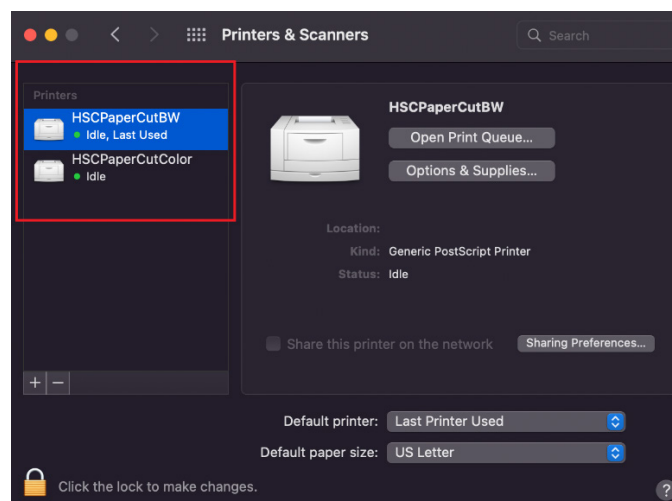 Printers & Scanners
Search
Printers
HSCPaperCutBW
Idle, Last Used
HSCPaperCutColor
Idle
HSCPaperCutBW
Open Print Queue...
Options & Supplies...
Location:
Kind: Generic PostScript Printer
Status: Idle
Share this printer on the network
Sharing Preferences...
+ −
Default printer: Last Printer Used
Default paper size: US Letter
Click the lock to make changes.
?